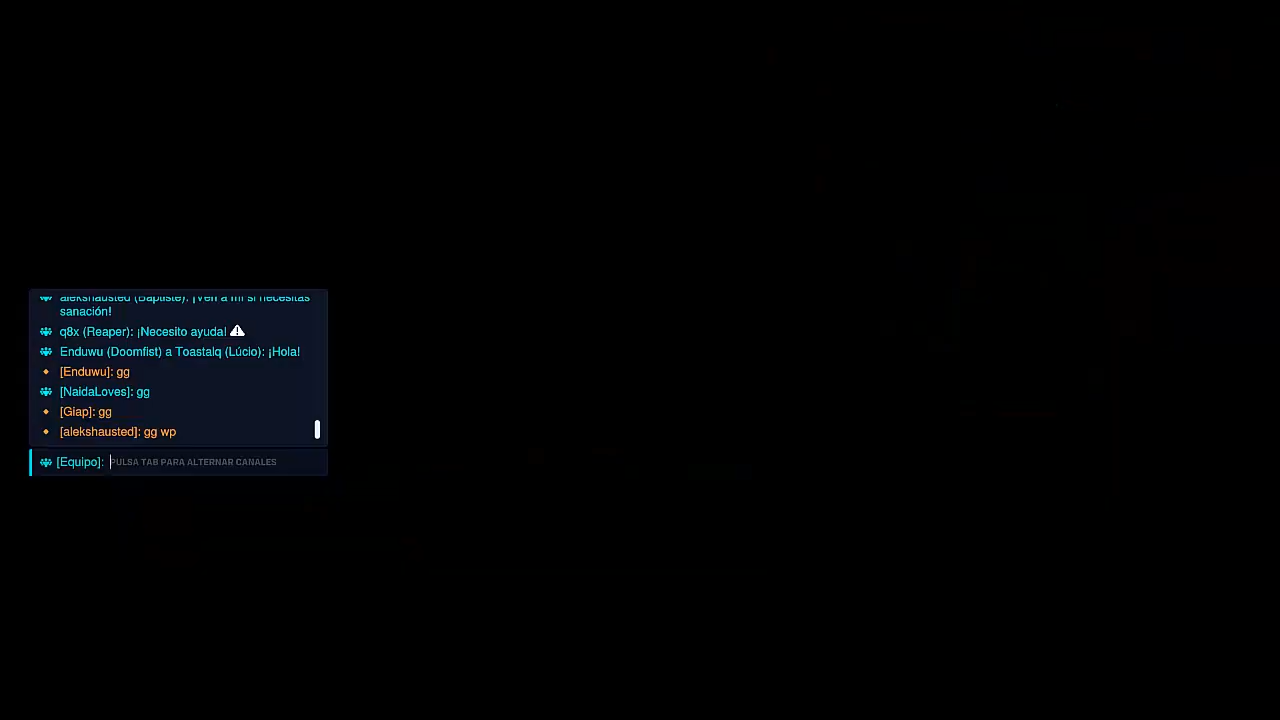 alekshausted (Baptiste): ¡Ven a mí si necesitas
sanación!
q8x (Reaper): ¡Necesito ayuda!
Enduwu (Doomfist) a Toastalq (Lúcio): ¡Hola!
[Enduwu]: gg
[NaidaLoves]: gg
[Giap]: gg
[alekshausted]: gg wp
[Equipo]: PULSA TAB PARA ALTERNAR CANALES